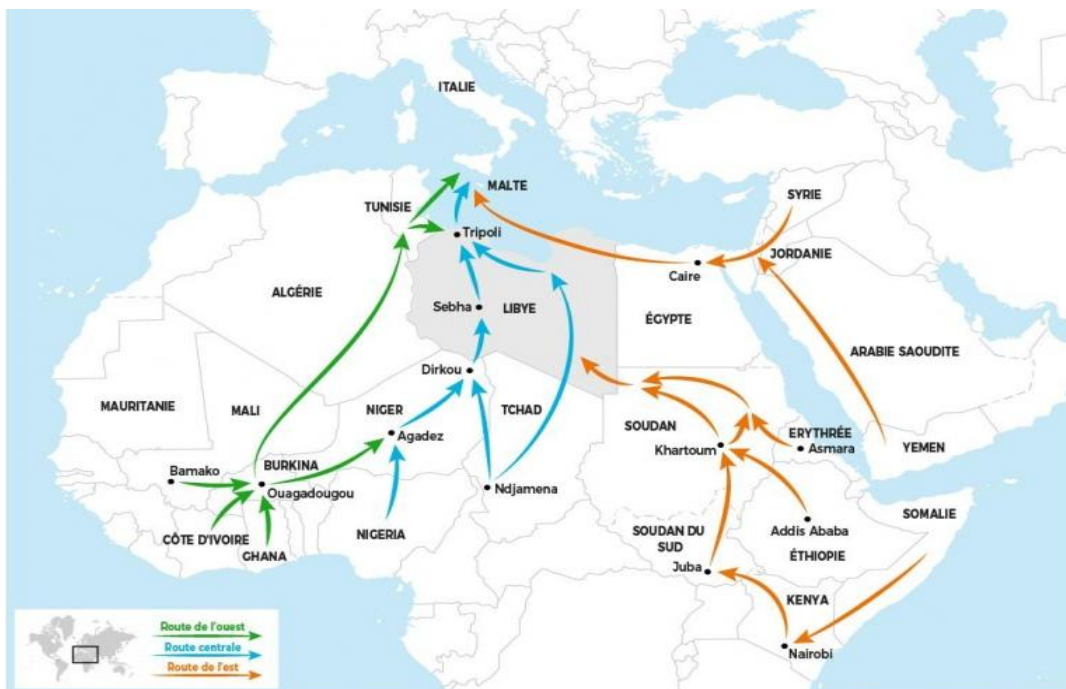 ITALIE
MALTE
SYRIE
TUNISIE
Tripoli
JORDANIE
Caire
ALGÉRIE
Sebha
LIBYE
ÉGYPTE
ARABIE SAOUDITE
Dirkou
MAURITANIE
MALI
NIGER
TCHAD
SOUDAN
Agadez
ERYTHRÉE
Khartoum
Asmara
YEMEN
Bamako
BURKINA
Ouagadougou
Ndjamena
SOMALIE
CÔTE D'IVOIRE
NIGERIA
SOUDAN DU
SUD
Addis Ababa
GHANA
ÉTHIOPIE
Juba
KENYA
Nairobi
Route de l'ouest
Route centrale
Route de l'est